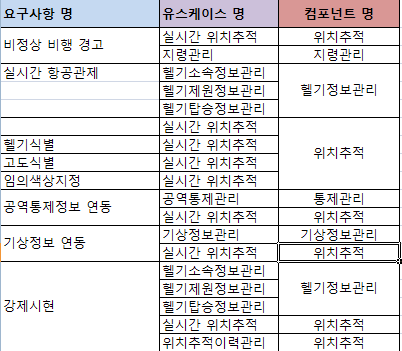 요구사항 명 유스케이스 명 컴포넌트 명
비정상 비행 경고 실시간 위치추적 위치추적
지령관리 지령관리
실시간 항공관제 헬기소속정보관리 헬기정보관리
헬기제원정보관리
헬기탑승정보관리
실시간 위치추적 위치추적
헬기식별 실시간 위치추적
고도식별 실시간 위치추적
임의색상지정 실시간 위치추적
공역통제정보 연동 공역통제관리 통제관리
실시간 위치추적 위치추적
기상정보 연동 기상정보관리 기상정보관리
실시간 위치추적 위치추적
강제시현 헬기소속정보관리 헬기정보관리
헬기제원정보관리
헬기탑승정보관리
실시간 위치추적 위치추적
위치추적이력관리 위치추적